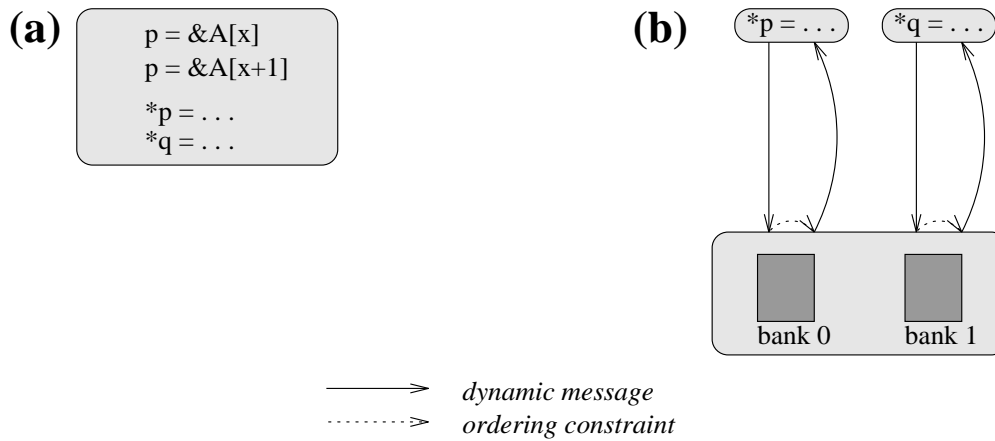 (a)
p = &A[x]
p = &A[x+1]
*p = . . .
*q = . . .
(b)
*p = . . .
*q = . . .
bank 0
bank 1
dynamic message
ordering constraint